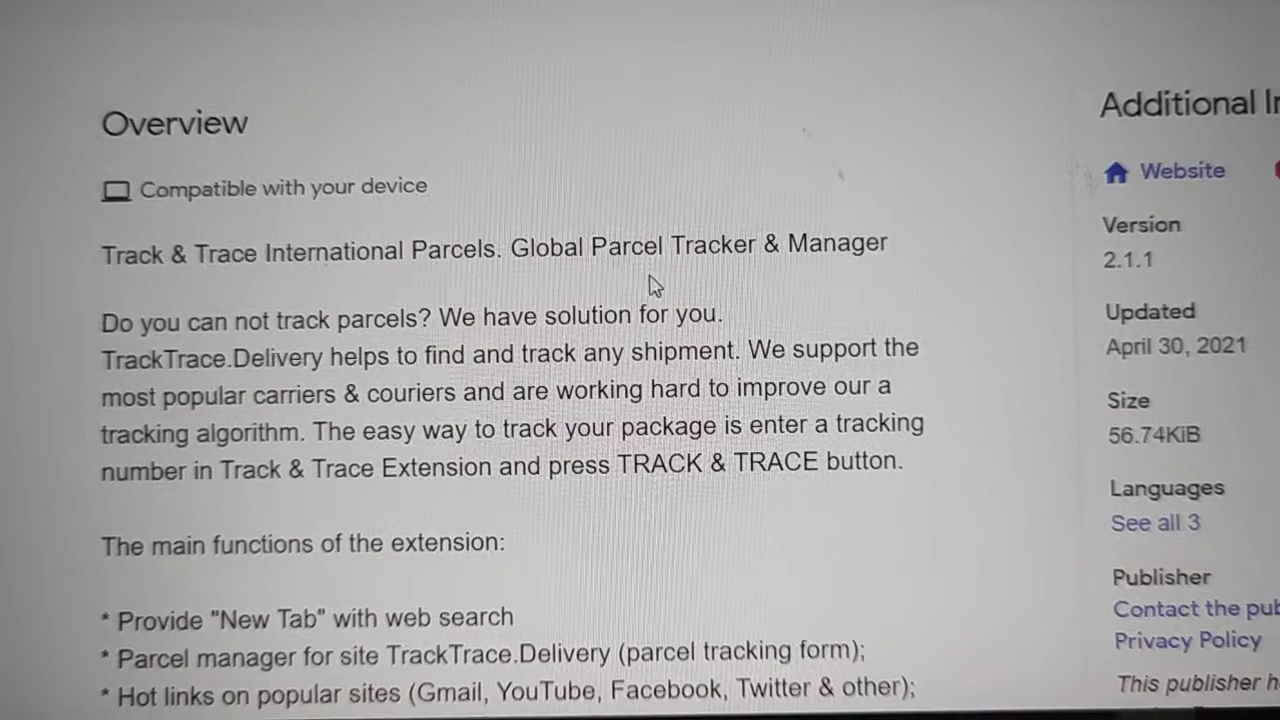 Overview
Compatible with your device
Track & Trace International Parcels. Global Parcel Tracker & Manager
Do you can not track parcels? We have solution for you.
TrackTrace.Delivery helps to find and track any shipment. We support the
most popular carriers & couriers and are working hard to improve our a
tracking algorithm. The easy way to track your package is enter a tracking
number in Track & Trace Extension and press TRACK & TRACE button.
The main functions of the extension:
* Provide "New Tab" with web search
* Parcel manager for site TrackTrace.Delivery (parcel tracking form);
* Hot links on popular sites (Gmail, YouTube, Facebook, Twitter & other);
Additional
Website
Version
2.1.1
Updated
April 30, 2021
Size
56.74KiB
Languages
See all 3
Publisher
Contact the
Privacy Policy
This publisher